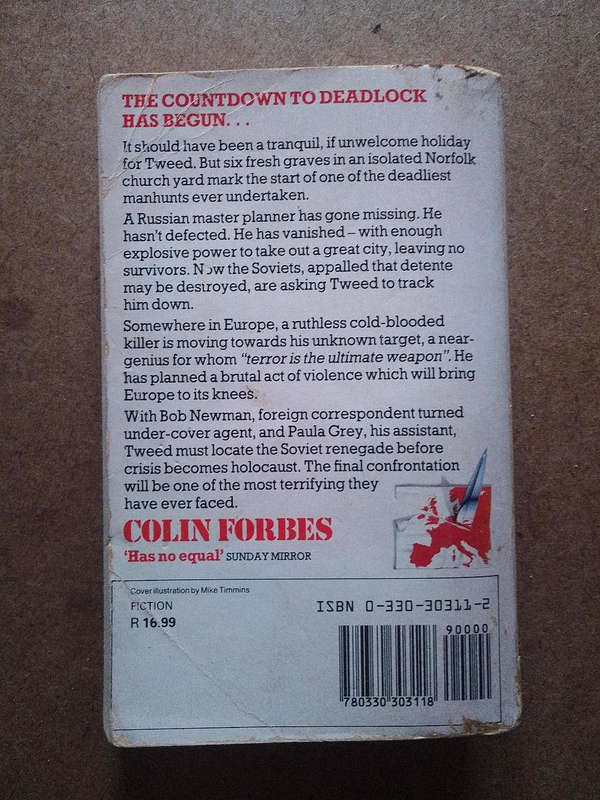 THE COUNTDOWN TO DEADLOCK
HAS BEGUN...
It should have been a tranquil, if unwelcome holiday
for Tweed. But six fresh graves in an isolated Norfolk
church yard mark the start of one of the deadliest
manhunts ever undertaken.
A Russian master planner has gone missing. He
hasn't defected. He has vanished – with enough
explosive power to take out a great city, leaving no
survivors. Now the Soviets, appalled that detente
may be destroyed, are asking Tweed to track
him down.
Somewhere in Europe, a ruthless cold-blooded
killer is moving towards his unknown target, a near-
genius for whom "terror is the ultimate weapon". He
has planned a brutal act of violence which will bring
Europe to its knees.
With Bob Newman, foreign correspondent turned
under-cover agent, and Paula Grey, his assistant,
Tweed must locate the Soviet renegade before
crisis becomes holocaust. The final confrontation
will be one of the most terrifying they
have ever faced.
COLIN FORBES
'Has no equal' SUNDAY MIRROR
Cover illustration by Mike Timmins
FICTION
R 16.99
ISBN 0-330-30311-2
90000
780330 303118